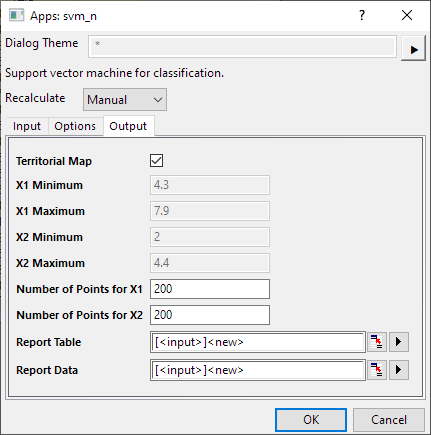 Apps: svm_n
Dialog Theme *
Support vector machine for classification.
Recalculate Manual
Input Options Output
Territorial Map
X1 Minimum 4.3
X1 Maximum 7.9
X2 Minimum 2
X2 Maximum 4.4
Number of Points for X1 200
Number of Points for X2 200
Report Table [<input>]<new>
Report Data [<input>]<new>
OK Cancel